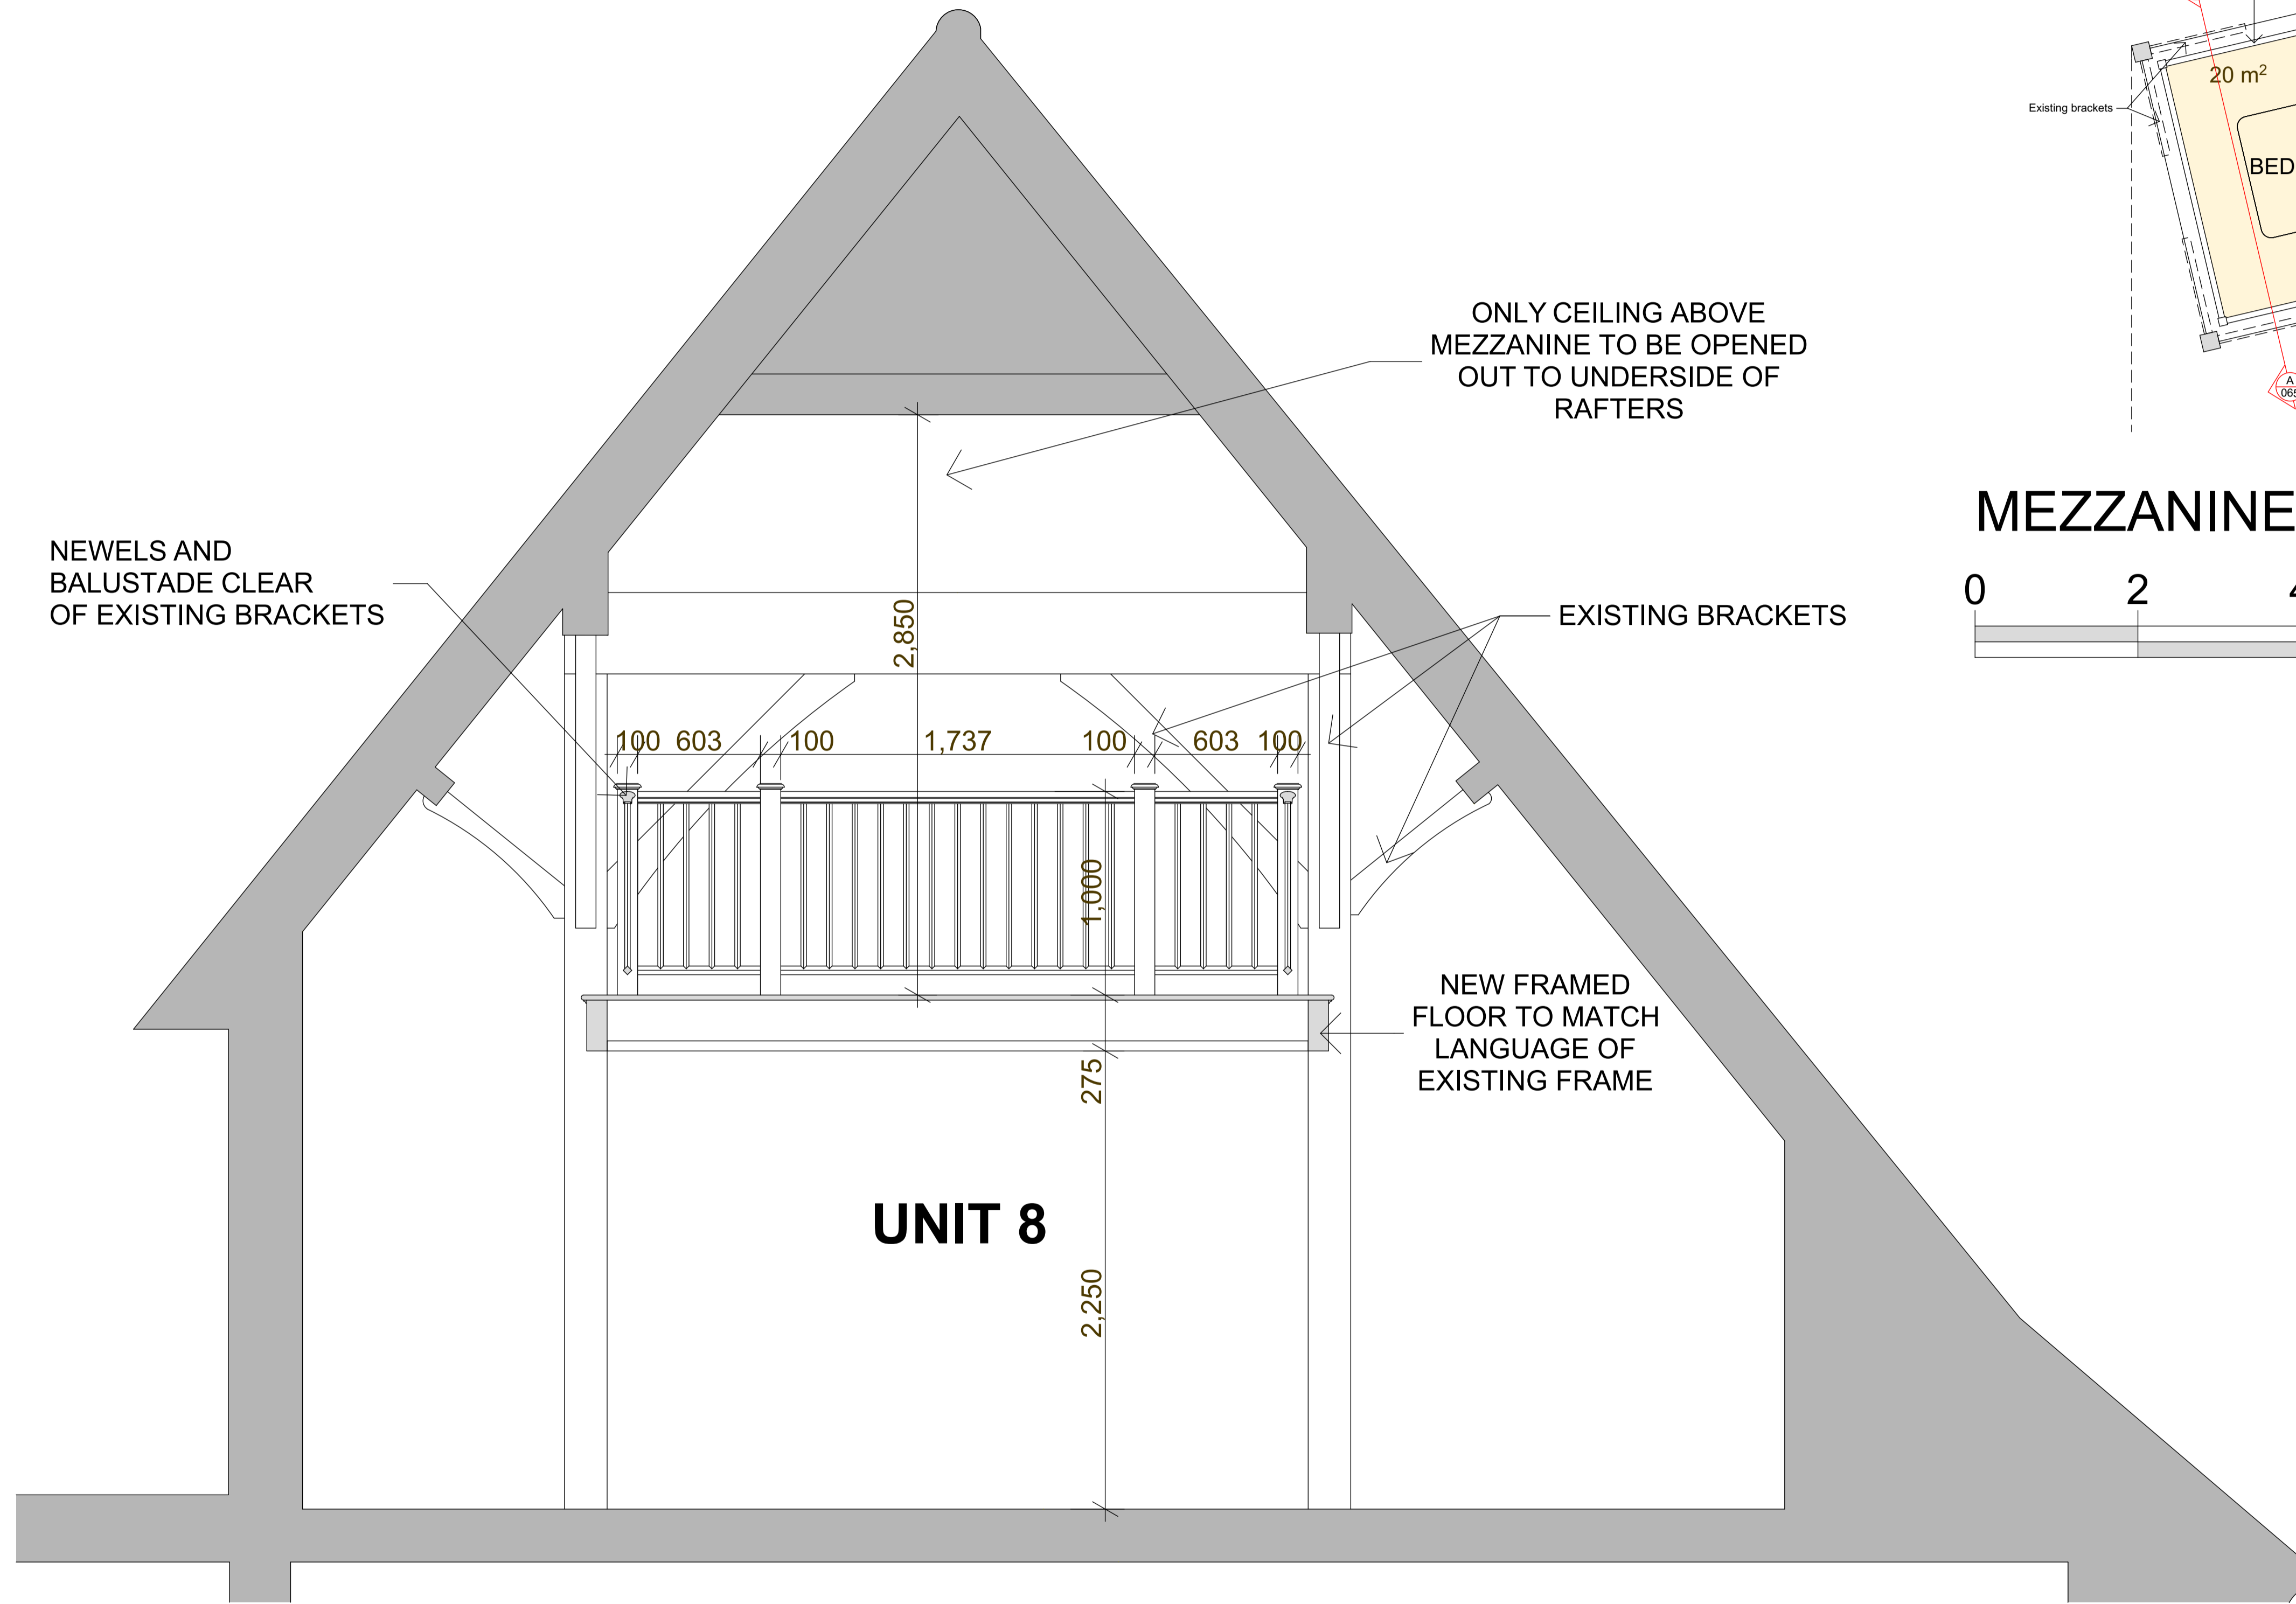 20 m²
Existing brackets
BED
A
065
ONLY CEILING ABOVE
MEZZANINE TO BE OPENED
OUT TO UNDERSIDE OF
RAFTERS
MEZZANINE
0 2
NEWELS AND
BALUSTADE CLEAR
OF EXISTING BRACKETS
2,850
EXISTING BRACKETS
100 603 100 1,737 100 603 100
1,000
NEW FRAMED
FLOOR TO MATCH
LANGUAGE OF
EXISTING FRAME
275
UNIT 8
2,250